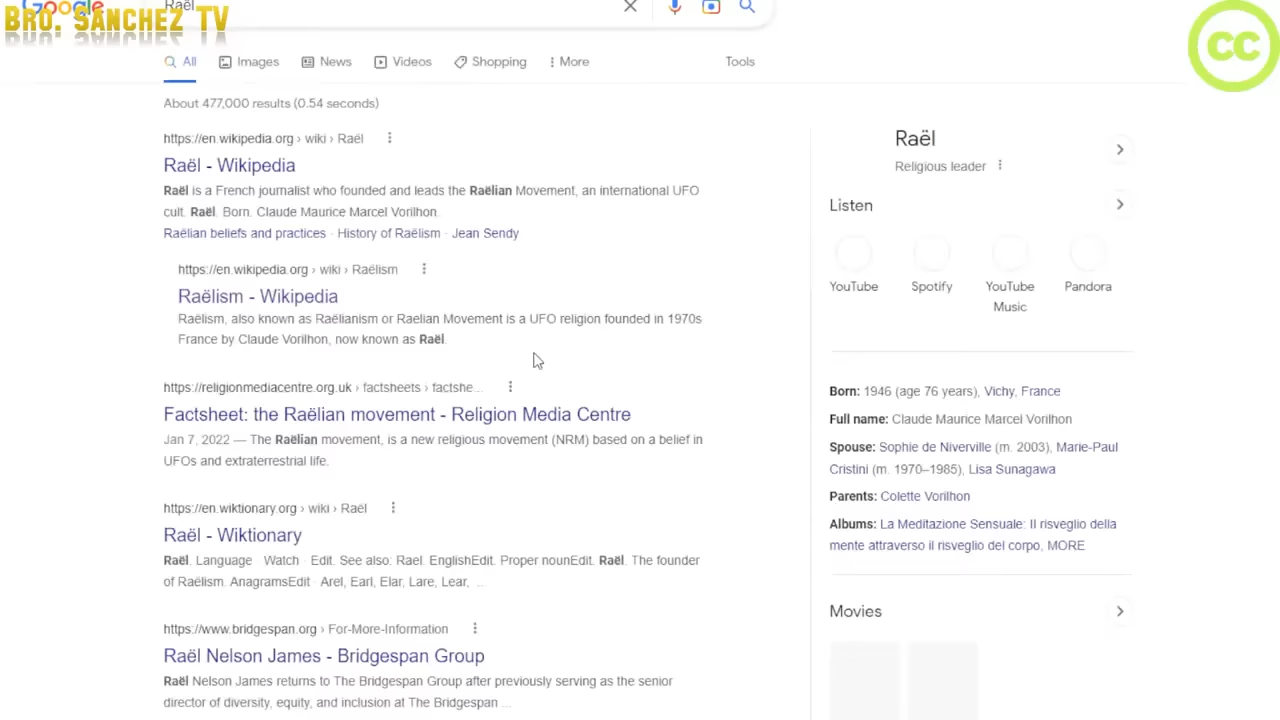 Google
BRO. SANCHEZ TV
Raël
CC
All
Images
News
Videos
Shopping
More
Tools
About 477,000 results (0.54 seconds)
https://en.wikipedia.org › wiki › Raël
Raël - Wikipedia
Raël is a French journalist who founded and leads the Raëlian Movement, an international UFO
cult. Raël. Born. Claude Maurice Marcel Vorilhon.
Raëlian beliefs and practices · History of Raëlism · Jean Sendy
https://en.wikipedia.org › wiki › Raëlism
Raëlism - Wikipedia
Raëlism, also known as Raëlianism or Raelian Movement is a UFO religion founded in 1970s
France by Claude Vorilhon, now known as Raël.
https://religionmediacentre.org.uk › factsheets › factshe...
Factsheet: the Raëlian movement - Religion Media Centre
Jan 7, 2022 — The Raëlian movement, is a new religious movement (NRM) based on a belief in
UFOs and extraterrestrial life.
https://en.wiktionary.org › wiki › Raël
Raël - Wiktionary
Raël. Language · Watch · Edit. See also: Rael. EnglishEdit. Proper nounEdit. Raël. The founder
of Raëlism. AnagramsEdit · Arel, Earl, Elar, Lare, Lear, ...
https://www.bridgespan.org › For-More-Information
Raël Nelson James - Bridgespan Group
Raël Nelson James returns to The Bridgespan Group after previously serving as the senior
director of diversity, equity, and inclusion at The Bridgespan ...
Raël
Religious leader
Listen
YouTube
Spotify
YouTube
Music
Pandora
Born: 1946 (age 76 years), Vichy, France
Full name: Claude Maurice Marcel Vorilhon
Spouse: Sophie de Niverville (m. 2003), Marie-Paul
Cristini (m. 1970–1985), Lisa Sunagawa
Parents: Colette Vorilhon
Albums: La Meditazione Sensuale: Il risveglio della
mente attraverso il risveglio del corpo, MORE
Movies